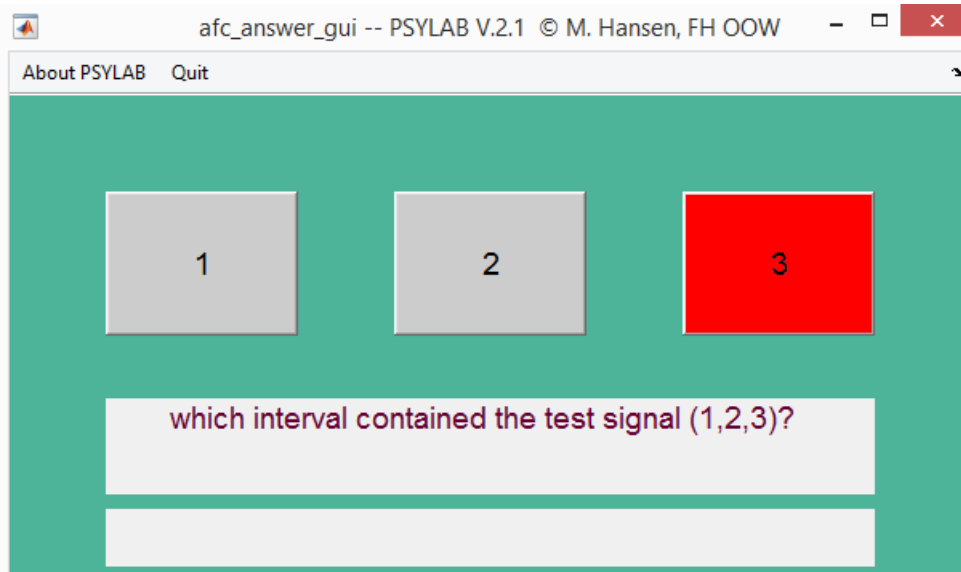 afc_answer_gui -- PSYLAB V.2.1 © M. Hansen, FH OOW
About PSYLAB Quit
1 2 3
which interval contained the test signal (1,2,3)?